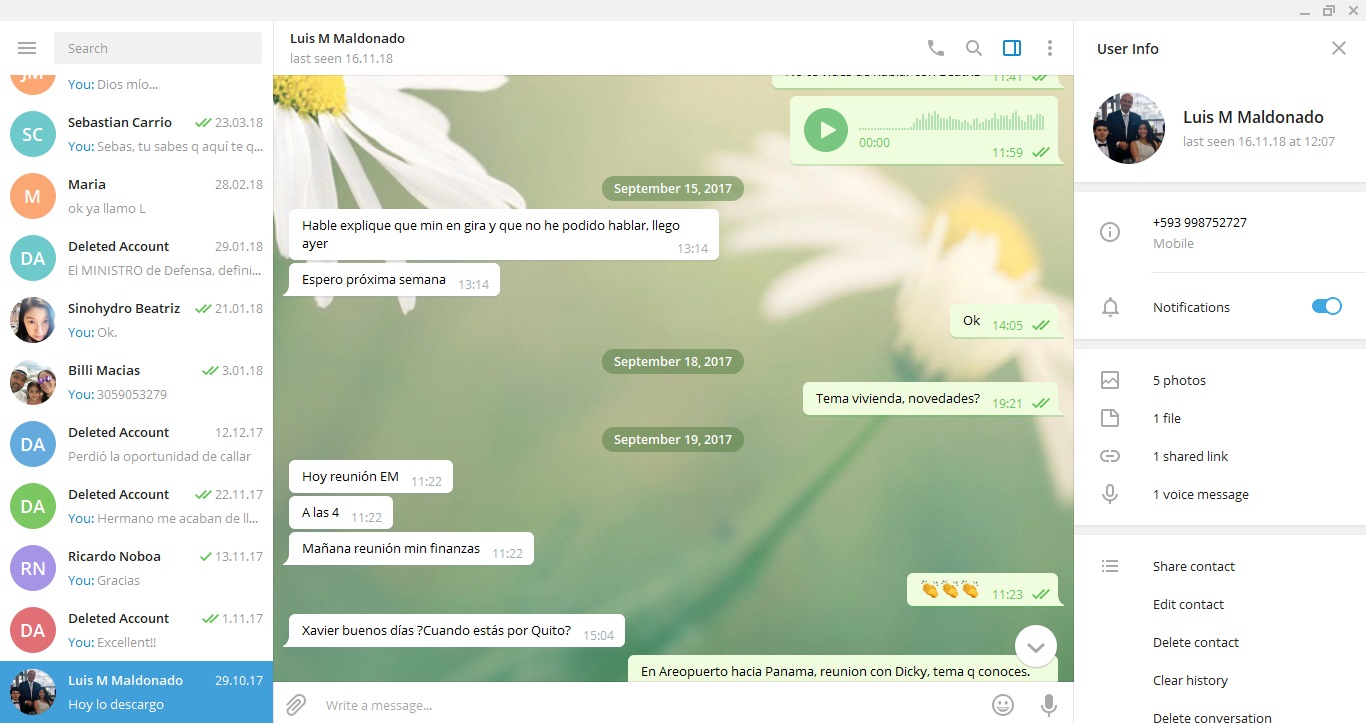 Search
JM
You: Dios mío...
SC
Sebastian Carrio
23.03.18
You: Sebas, tu sabes q aquí te q...
M
Maria
28.02.18
ok ya llamo L
DA
Deleted Account
29.01.18
El MINISTRO de Defensa, defini...
Sinohydro Beatriz
21.01.18
You: Ok.
Billi Macias
3.01.18
You: 3059053279
DA
Deleted Account
12.12.17
Perdió la oportunidad de callar
DA
Deleted Account
22.11.17
You: Hermano me acaban de ll...
RN
Ricardo Noboa
13.11.17
You: Gracias
DA
Deleted Account
1.11.17
You: Excellent!!
Luis M Maldonado
29.10.17
Hoy lo descargo
Luis M Maldonado
last seen 16.11.18
11:41
00:00
11:59
September 15, 2017
Hable explique que min en gira y que no he podido hablar, llego
ayer
13:14
Espero próxima semana
13:14
Ok
14:05
September 18, 2017
Tema vivienda, novedades?
19:21
September 19, 2017
Hoy reunión EM
11:22
A las 4
11:22
Mañana reunión min finanzas
11:22
11:23
Xavier buenos días ?Cuando estás por Quito?
15:04
En Areopuerto hacia Panama, reunion con Dicky, tema q conoces.
Write a message...
User Info
Luis M Maldonado
last seen 16.11.18 at 12:07
+593 998752727
Mobile
Notifications
5 photos
1 file
1 shared link
1 voice message
Share contact
Edit contact
Delete contact
Clear history
Delete conversation